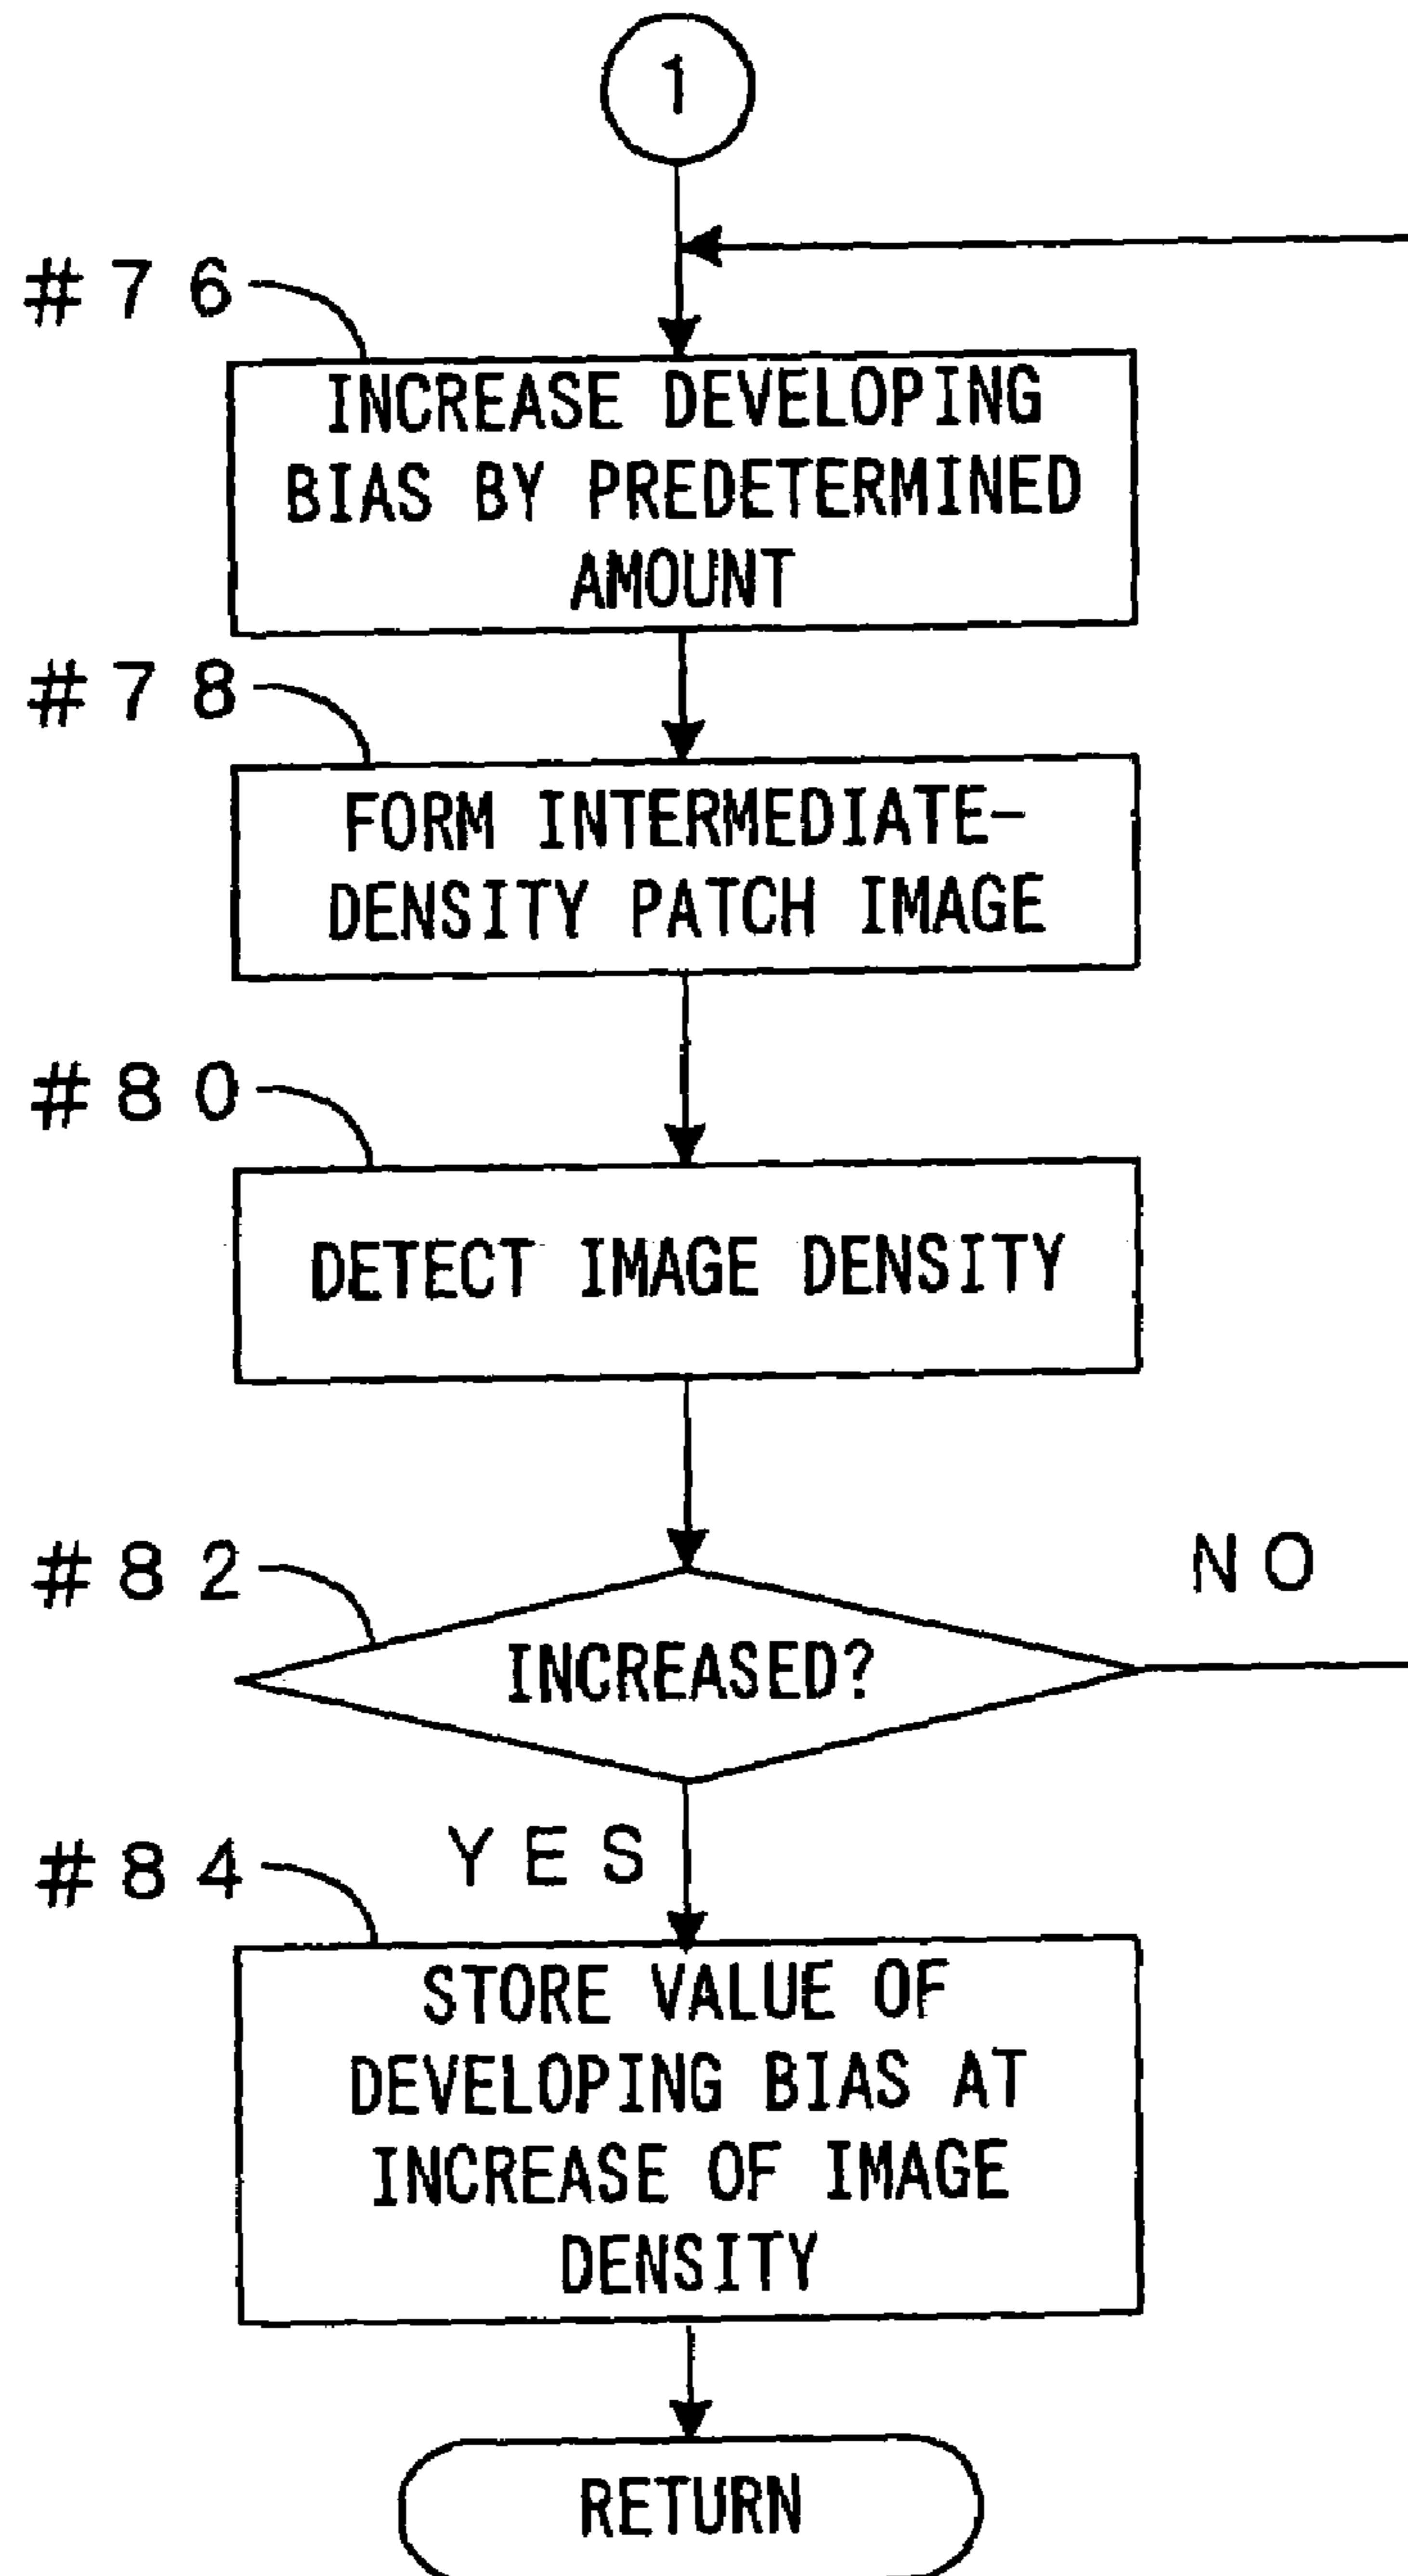 1
#76
INCREASE DEVELOPING
BIAS BY PREDETERMINED
AMOUNT
#78
FORM INTERMEDIATE-
DENSITY PATCH IMAGE
#80
DETECT IMAGE DENSITY
#82
NO
INCREASED?
YES
#84
STORE VALUE OF
DEVELOPING BIAS AT
INCREASE OF IMAGE
DENSITY
RETURN